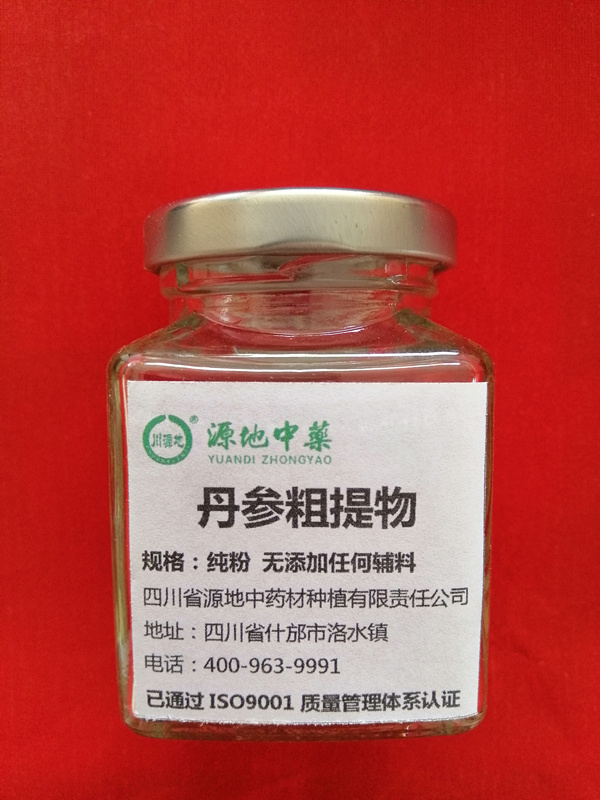 川源地®
源地中藥
YUANDI ZHONGYAO
丹参粗提物
规格：纯粉 无添加任何辅料
四川省源地中药材种植有限责任公司
地址：四川省什邡市洛水镇
电话：400-963-9991
已通过 ISO9001 质量管理体系认证